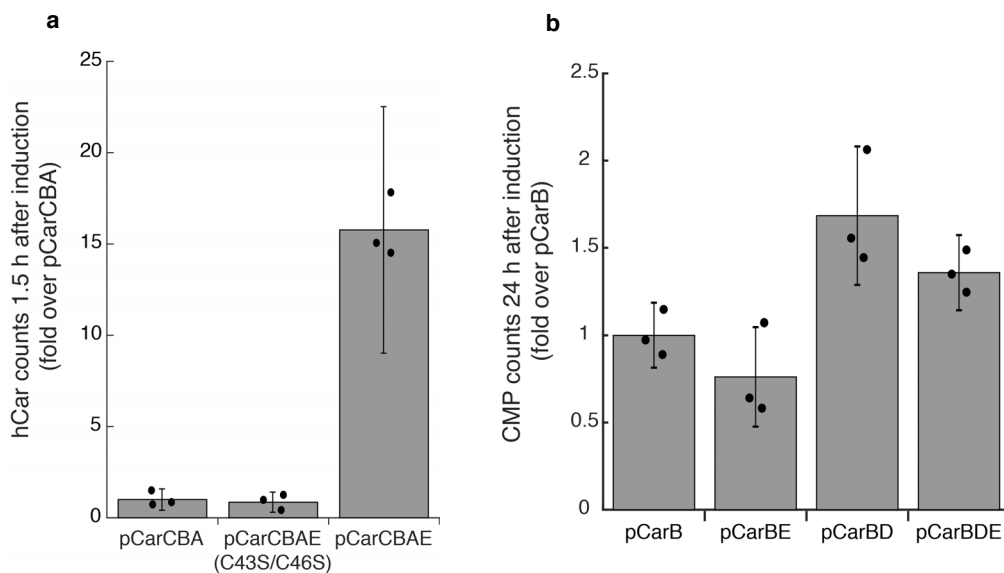 a
hCar counts 1.5 h after induction
(fold over pCarCBA)
25
20
15
10
5
0
pCarCBA
pCarCBAE
(C43S/C46S)
pCarCBAE
b
CMP counts 24 h after induction
(fold over pCarB)
2.5
2
1.5
1
0.5
0
pCarB
pCarBE
pCarBD
pCarBDE